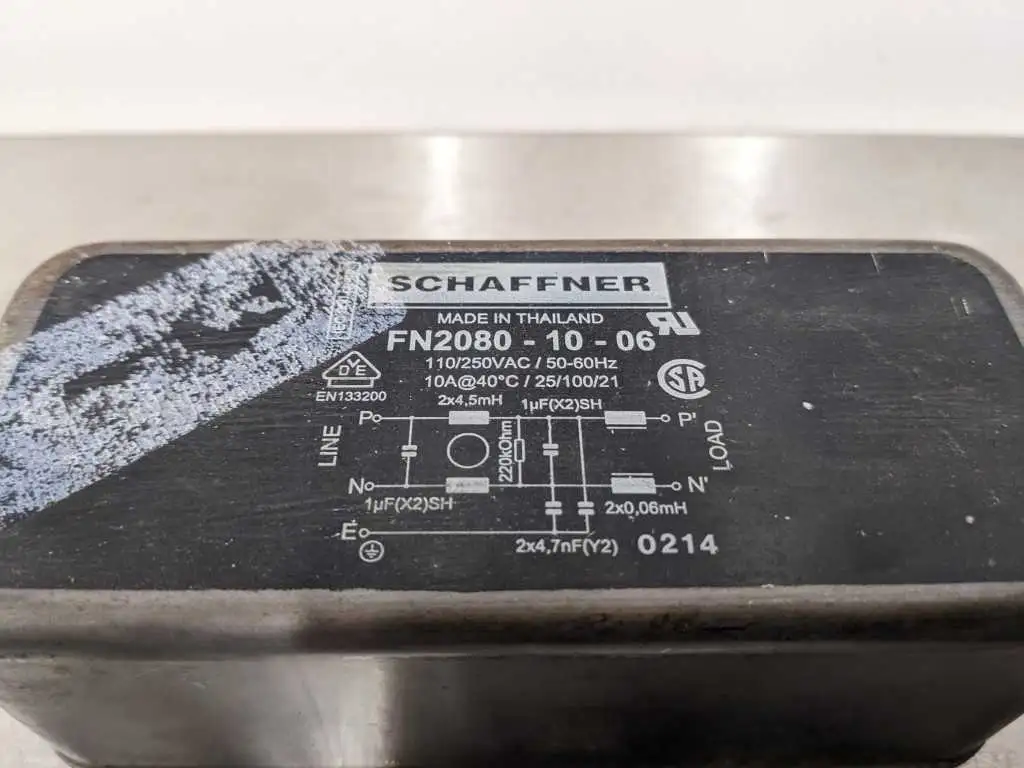 SCHAFFNER
MADE IN THAILAND
FN2080 - 10 - 06
110/250VAC / 50-60Hz
10A@40°C / 25/100/21
DVE
EN133200
2x4,5mH 1µF(X2)SH
P P'
LINE
220kOhm
LOAD
N N'
1µF(X2)SH
2x0,06mH
E
2x4,7nF(Y2) 0214